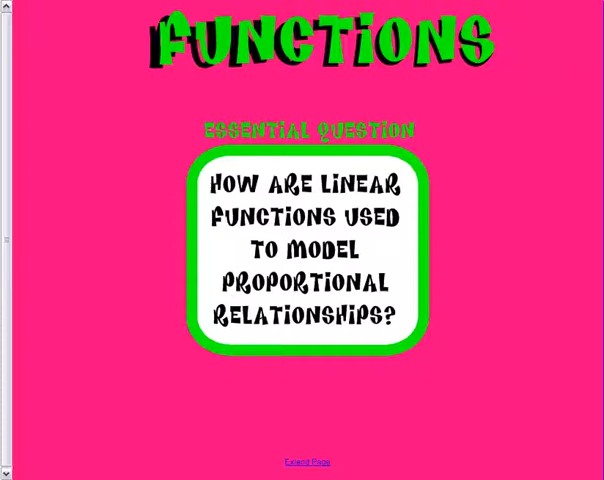 FUNCTIONS
ESSENTIAL QUESTION
HOW ARE LINEAR
FUNCTIONS USED
TO MODEL
PROPORTIONAL
RELATIONSHIPS?
Extend Page